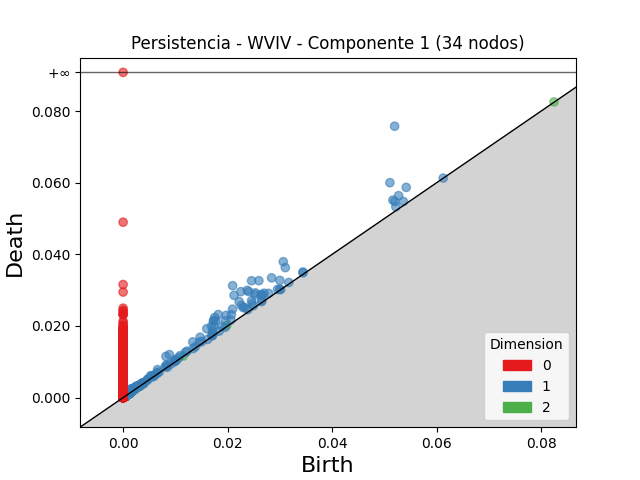 Persistencia - WVIV - Componente 1 (34 nodos)
+∞
0.080
0.060
0.040
0.020
0.000
Death
Dimension
0
1
2
0.00 0.02 0.04 0.06 0.08
Birth